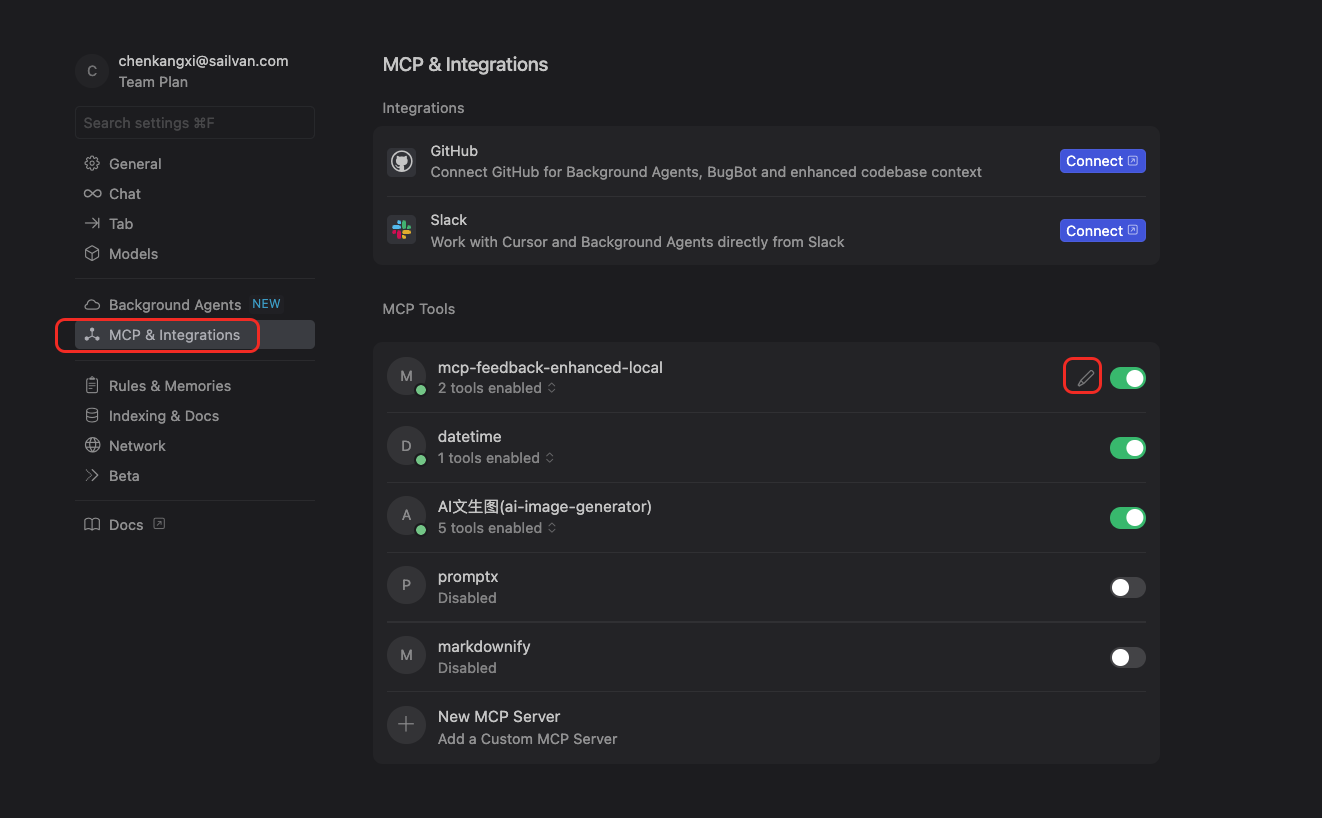 C
chenkangxi@sailvan.com
Team Plan
Search settings ⌘F
General
Chat
Tab
Models
Background Agents NEW
MCP & Integrations
Rules & Memories
Indexing & Docs
Network
Beta
Docs
MCP & Integrations
Integrations
GitHub
Connect GitHub for Background Agents, BugBot and enhanced codebase context
Connect
Slack
Work with Cursor and Background Agents directly from Slack
Connect
MCP Tools
M
mcp-feedback-enhanced-local
2 tools enabled
D
datetime
1 tools enabled
A
AI文生图(ai-image-generator)
5 tools enabled
P
promptx
Disabled
M
markdownify
Disabled
New MCP Server
Add a Custom MCP Server